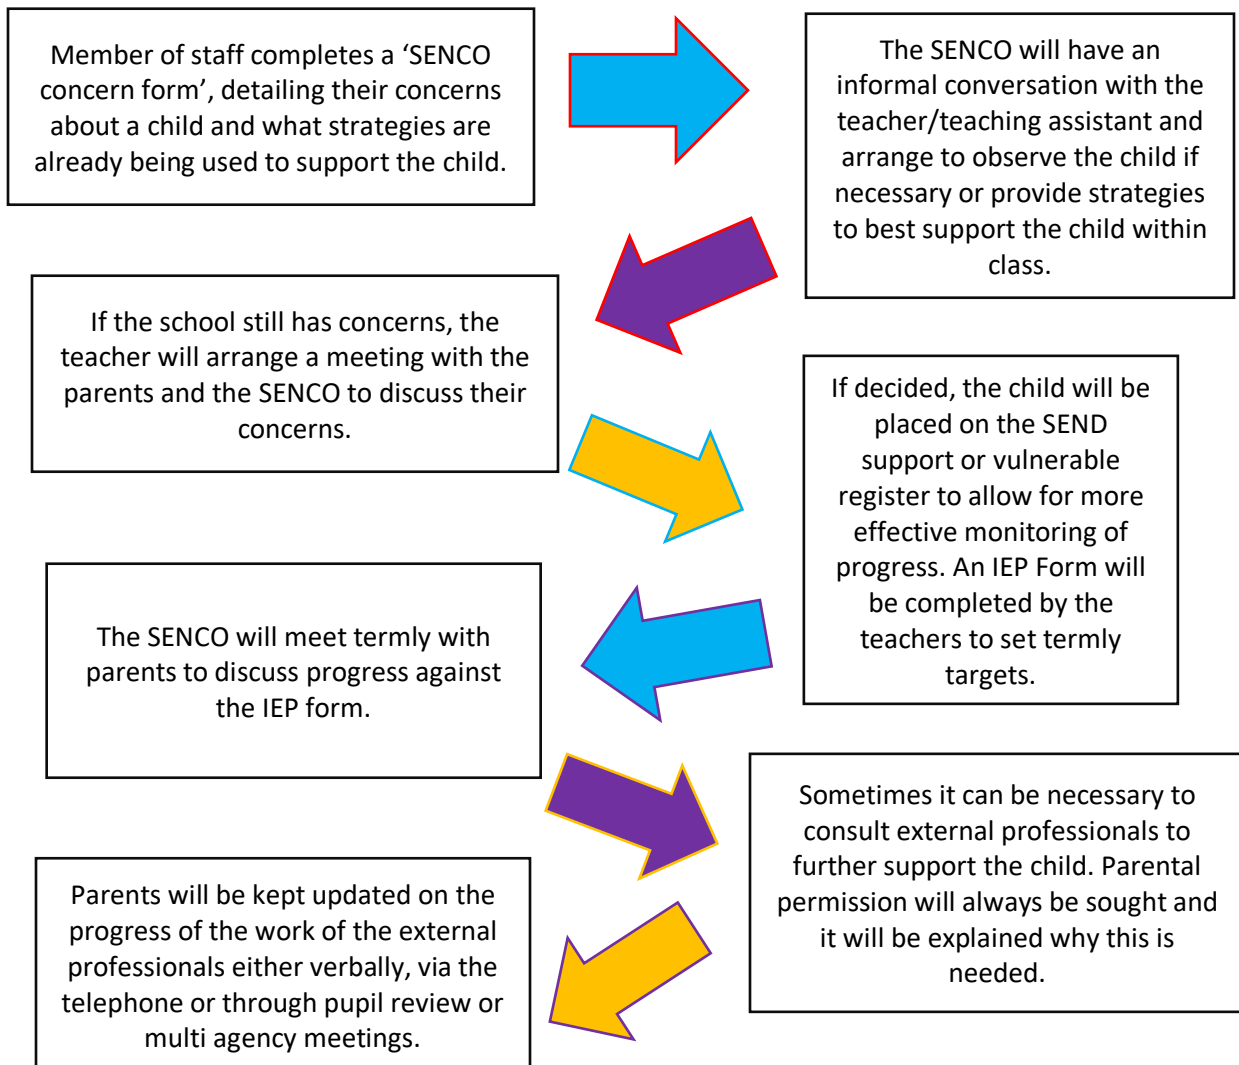 Member of staff completes a ‘SENCO
concern form’, detailing their concerns
about a child and what strategies are
already being used to support the child.
The SENCO will have an
informal conversation with the
teacher/teaching assistant and
arrange to observe the child if
necessary or provide strategies
to best support the child within
class.
If the school still has concerns, the
teacher will arrange a meeting with the
parents and the SENCO to discuss their
concerns.
If decided, the child will be
placed on the SEND
support or vulnerable
register to allow for more
effective monitoring of
progress. An IEP Form will
be completed by the
teachers to set termly
targets.
The SENCO will meet termly with
parents to discuss progress against
the IEP form.
Sometimes it can be necessary to
consult external professionals to
further support the child. Parental
permission will always be sought and
it will be explained why this is
needed.
Parents will be kept updated on the
progress of the work of the external
professionals either verbally, via the
telephone or through pupil review or
multi agency meetings.